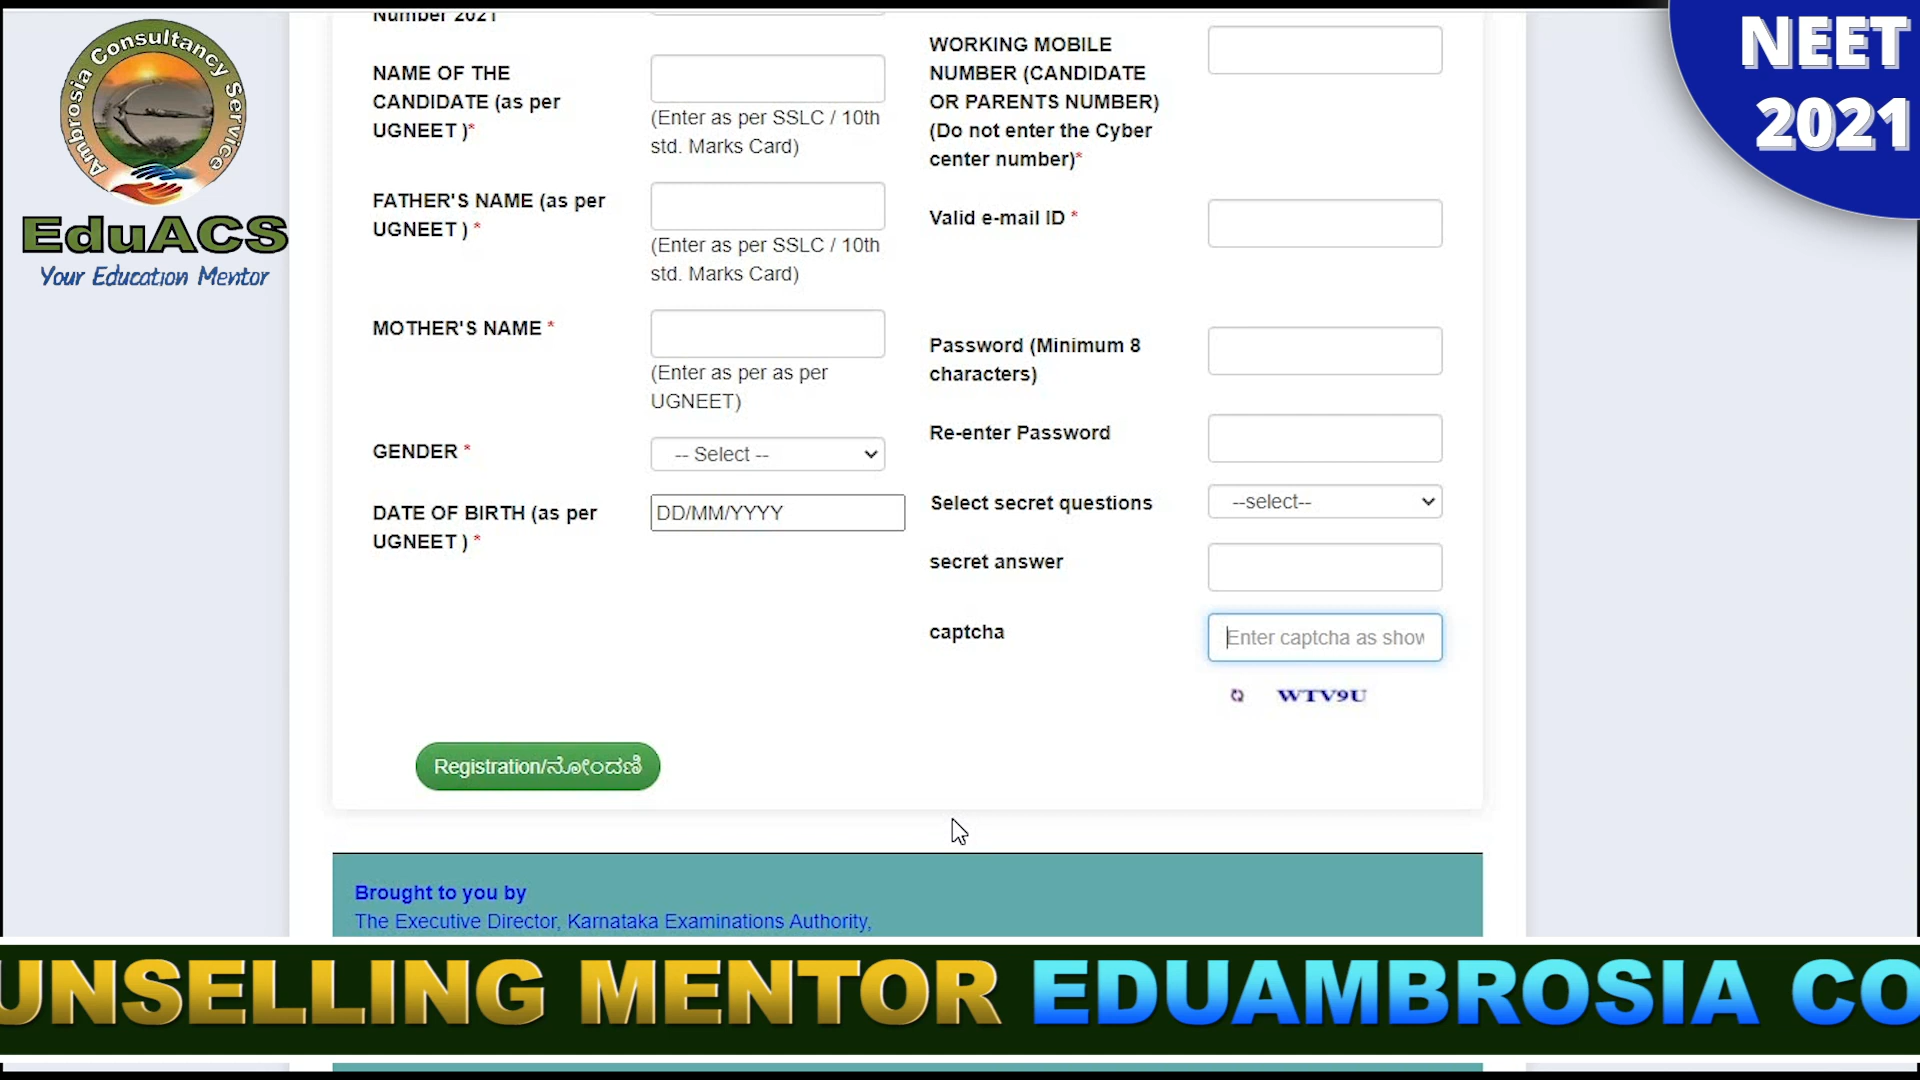 Number 2021
NAME OF THE
CANDIDATE (as per
UGNEET )*
(Enter as per SSLC / 10th
std. Marks Card)
FATHER'S NAME (as per
UGNEET ) *
(Enter as per SSLC / 10th
std. Marks Card)
MOTHER'S NAME *
(Enter as per as per
UGNEET)
GENDER *
-- Select --
DATE OF BIRTH (as per
UGNEET ) *
DD/MM/YYYY
WORKING MOBILE
NUMBER (CANDIDATE
OR PARENTS NUMBER)
(Do not enter the Cyber
center number)*
Valid e-mail ID *
Password (Minimum 8
characters)
Re-enter Password
Select secret questions
--select--
secret answer
captcha
Enter captcha as show
WTV9U
Registration/ನೋಂದಣಿ
Brought to you by
The Executive Director, Karnataka Examinations Authority,
Ambrosia Consultancy Service
EduACS
Your Education Mentor
NEET
2021
UNSELLING MENTOR EDUAMBROSIA CO